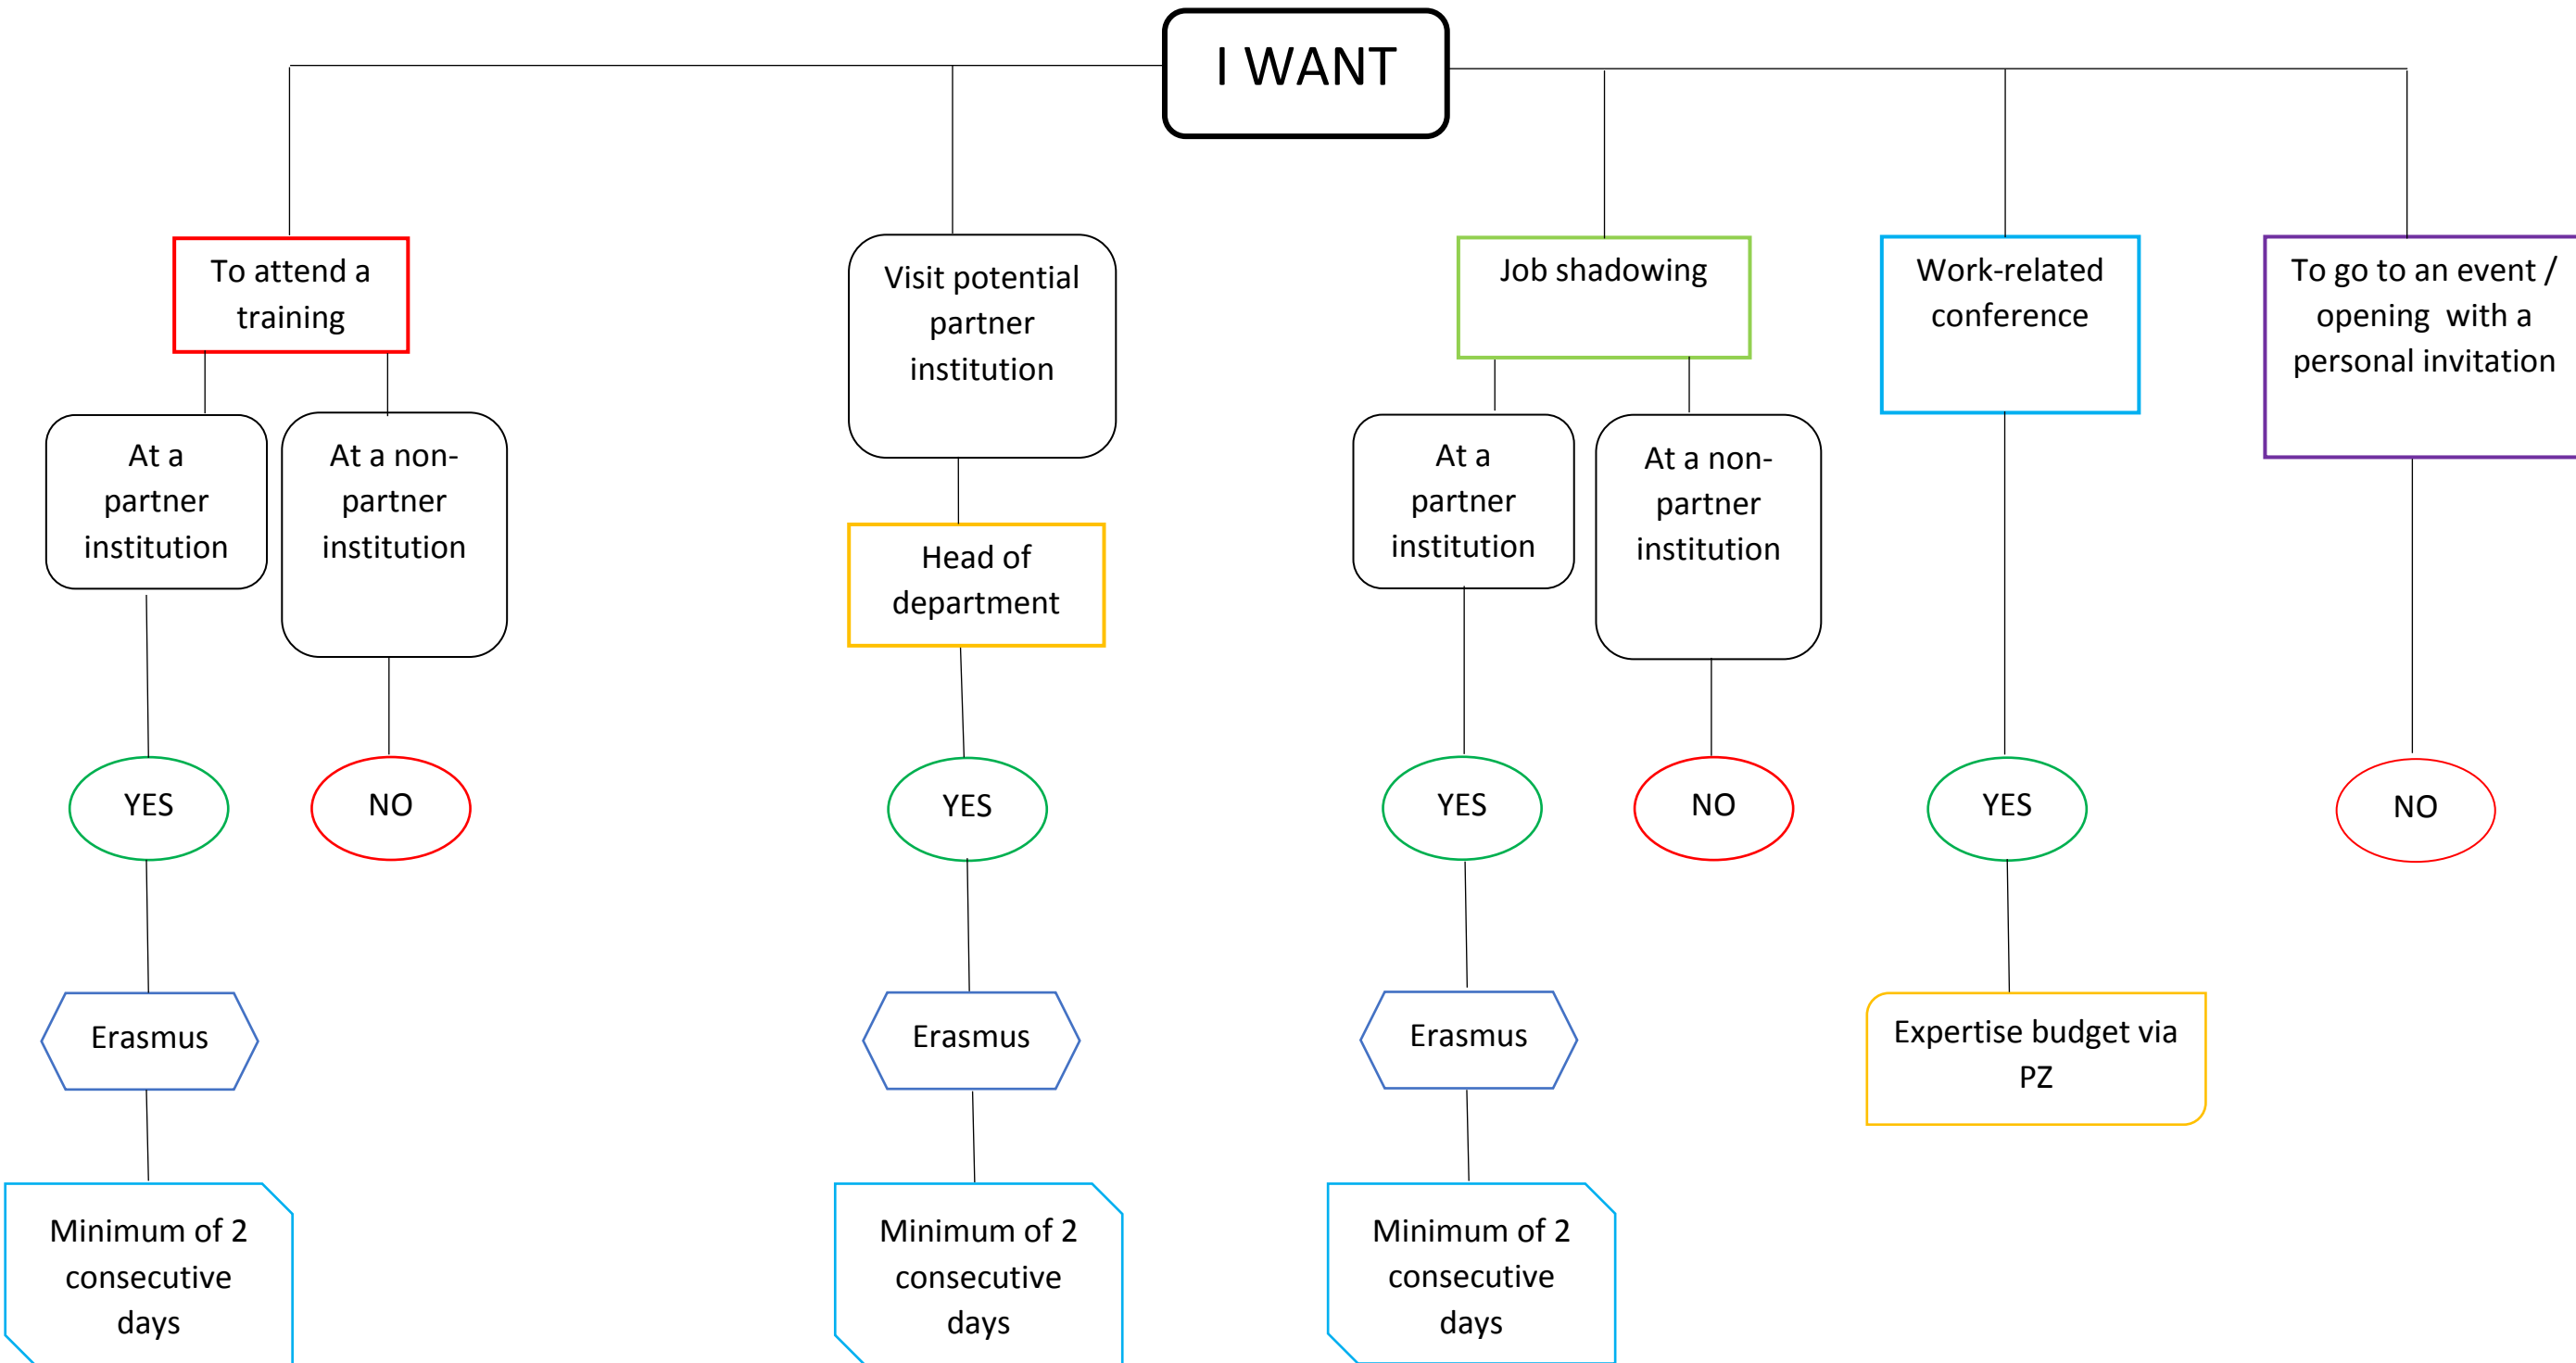 I WANT
To attend a
training
Visit potential
partner
institution
Job shadowing
Work-related
conference
To go to an event /
opening with a
personal invitation
At a
partner
institution
At a non-
partner
institution
Head of
department
At a
partner
institution
At a non-
partner
institution
YES
NO
YES
YES
NO
YES
NO
Erasmus
Erasmus
Erasmus
Expertise budget via
PZ
Minimum of 2
consecutive
days
Minimum of 2
consecutive
days
Minimum of 2
consecutive
days